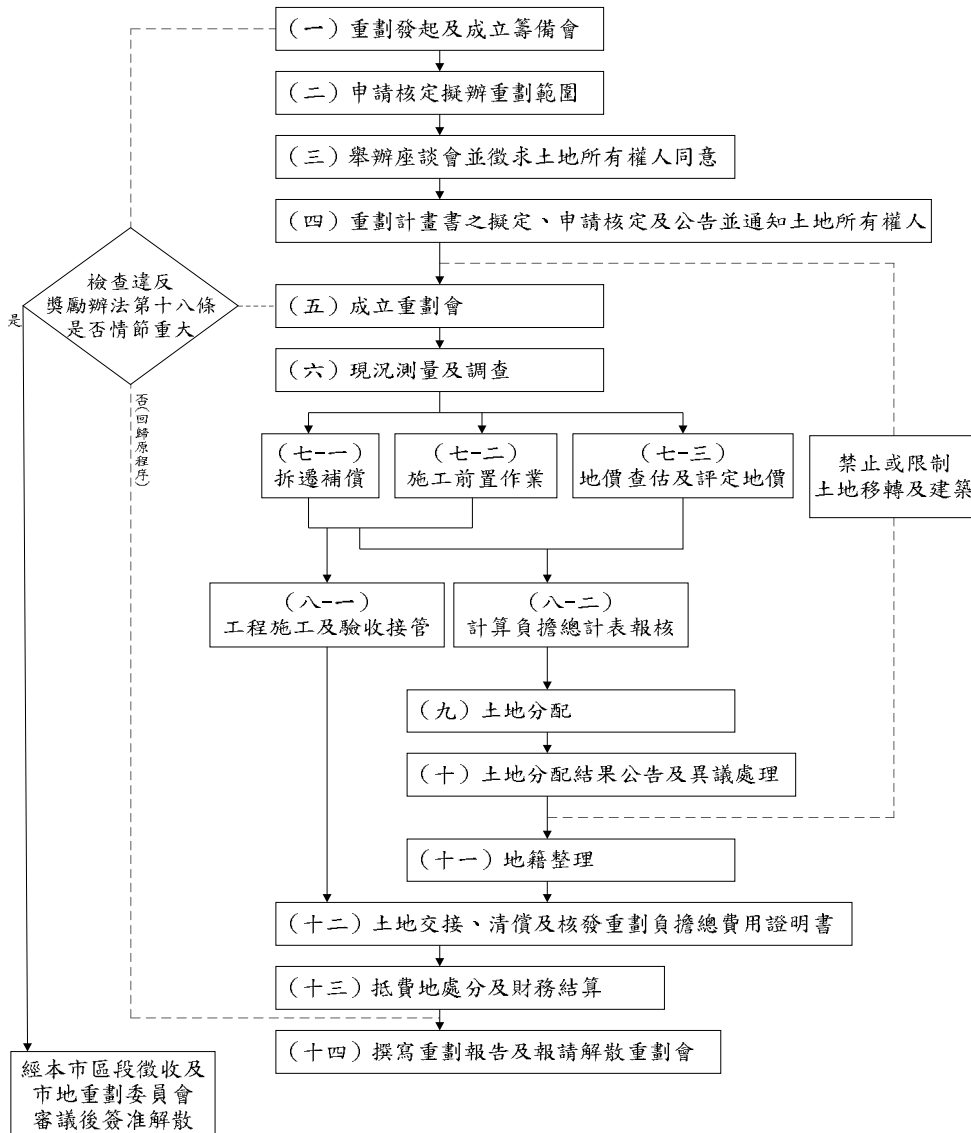 (一)重劃發起及成立籌備會
(二)申請核定擬辦重劃範圍
(三)舉辦座談會並徵求土地所有權人同意
(四)重劃計畫書之擬定、申請核定及公告並通知土地所有權人
檢查違反
獎勵辦法第十八條
是否情節重大
是
否(回歸原程序)
(五)成立重劃會
(六)現況測量及調查
(七-一)
拆遷補償
(七-二)
施工前置作業
(七-三)
地價查估及評定地價
禁止或限制
土地移轉及建築
(八-一)
工程施工及驗收接管
(八-二)
計算負擔總計表報核
(九)土地分配
(十)土地分配結果公告及異議處理
(十一)地籍整理
(十二)土地交接、清償及核發重劃負擔總費用證明書
(十三)抵費地處分及財務結算
(十四)撰寫重劃報告及報請解散重劃會
經本市區段徵收及
市地重劃委員會
審議後簽准解散